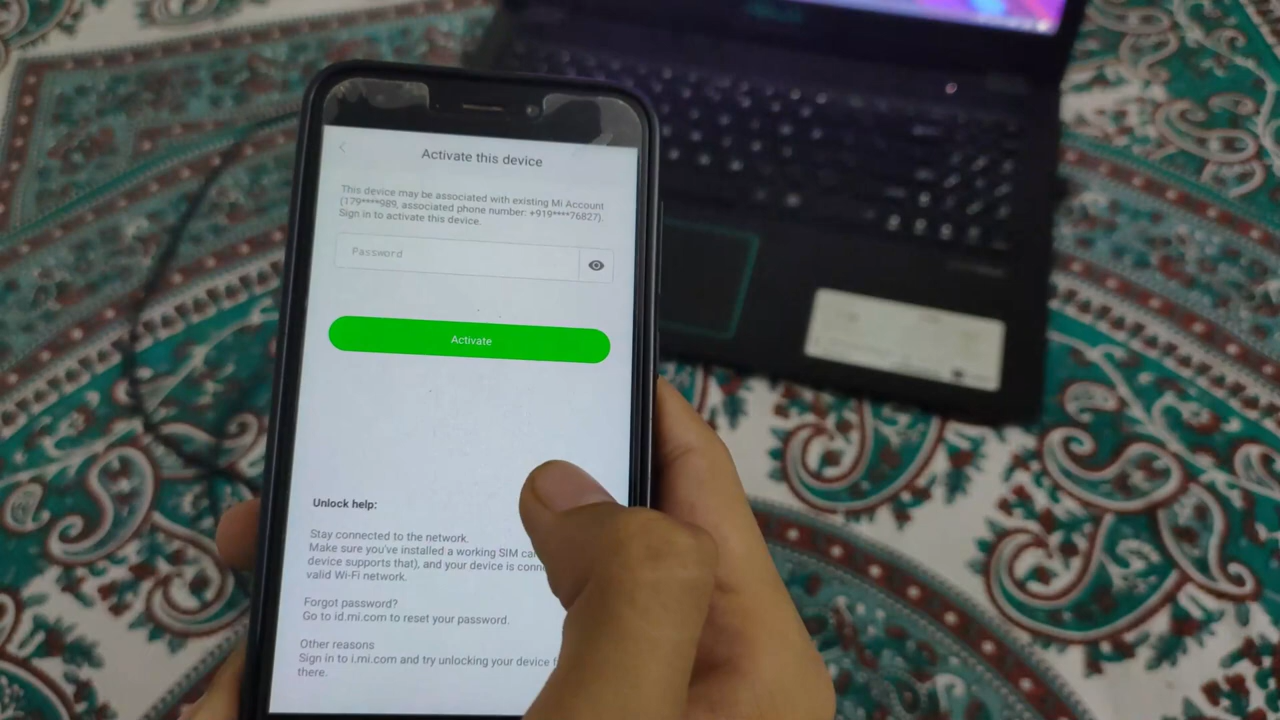 Activate this device
This device may be associated with existing Mi Account
(179****989, associated phone number: +919****76827).
Sign in to activate this device.
Password
Activate
Unlock help:
Stay connected to the network.
Make sure you've installed a working SIM
device supports that), and your device is
valid Wi-Fi network.
Forgot password?
Go to id.mi.com to reset your password.
Other reasons
Sign in to i.mi.com and try unlocking your device
there.